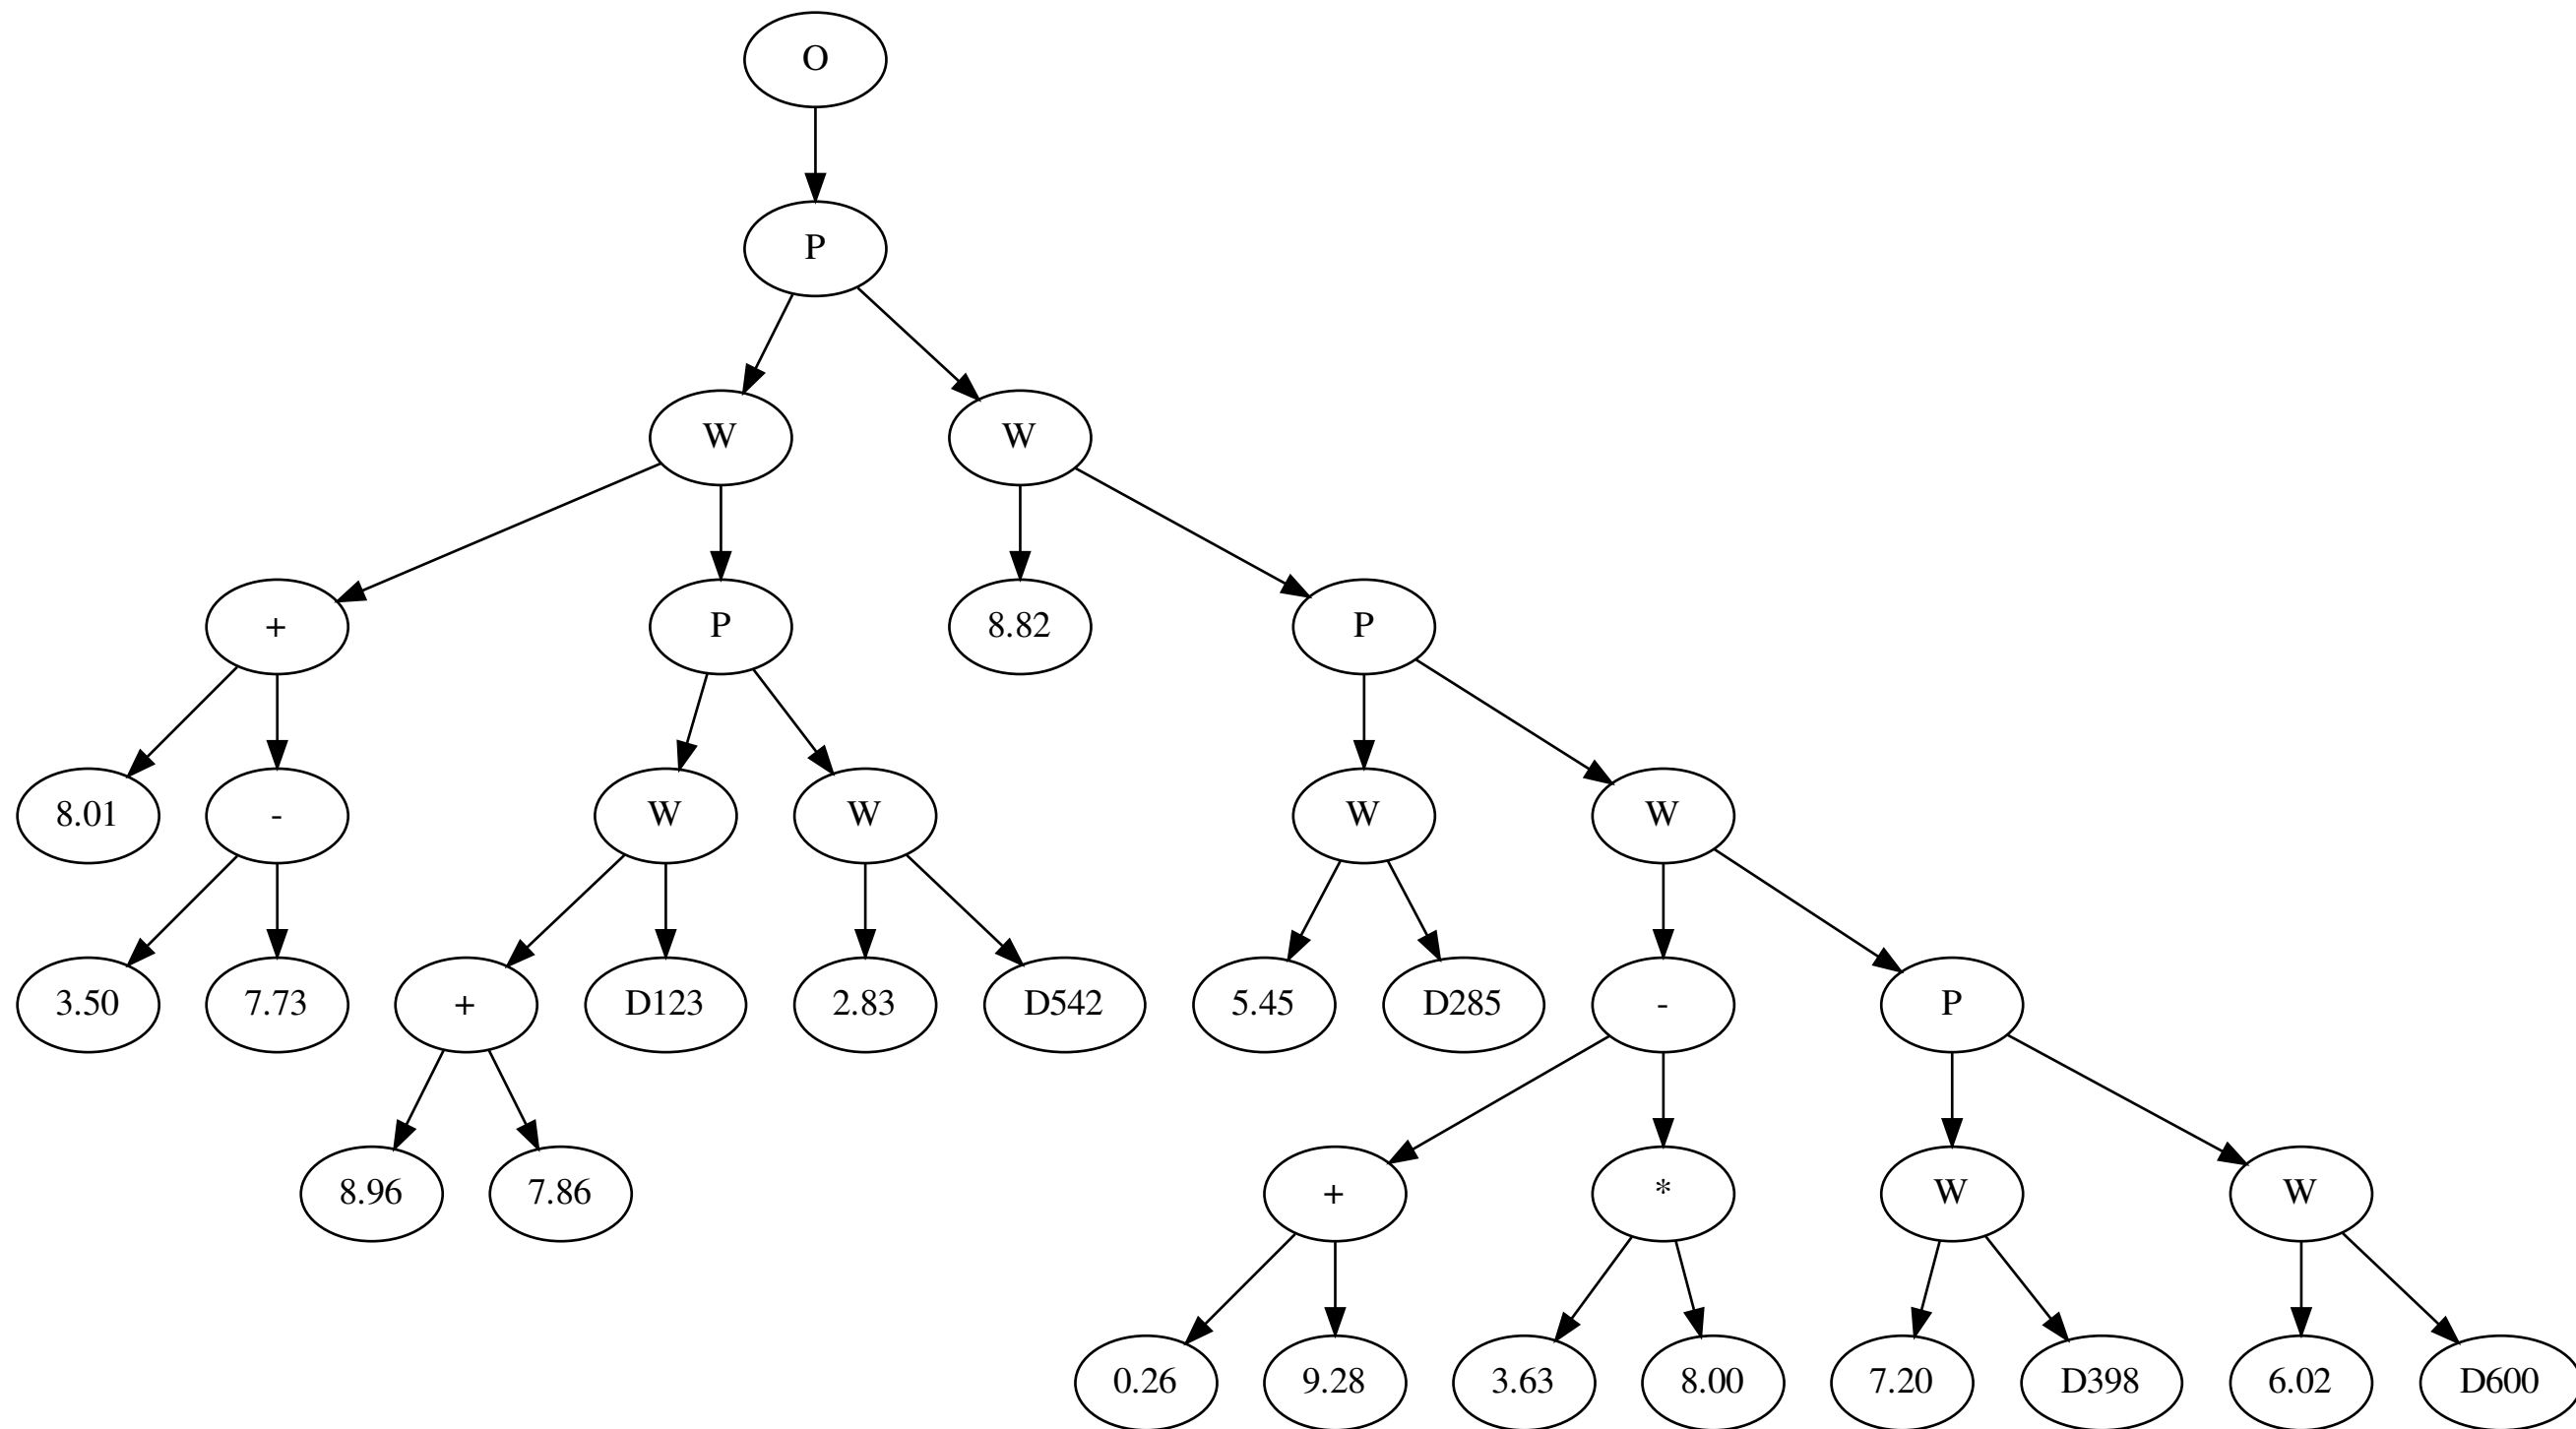 O
P
W W
+ P 8.82 P
8.01 - W W W W
3.50 7.73 + D123 2.83 D542 5.45 D285 - P
8.96 7.86 + * W W
0.26 9.28 3.63 8.00 7.20 D398 6.02 D600